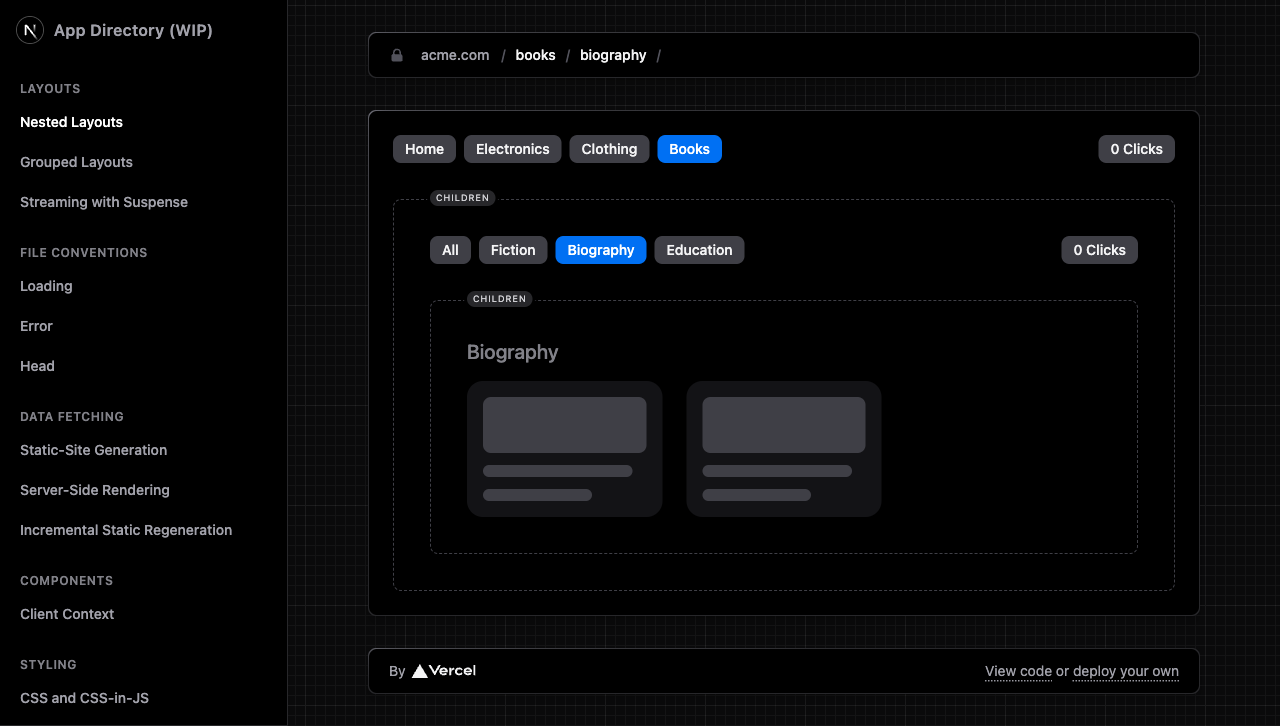 App Directory (WIP)
LAYOUTS
Nested Layouts
Grouped Layouts
Streaming with Suspense
FILE CONVENTIONS
Loading
Error
Head
DATA FETCHING
Static-Site Generation
Server-Side Rendering
Incremental Static Regeneration
COMPONENTS
Client Context
STYLING
CSS and CSS-in-JS
acme.com / books / biography /
Home Electronics Clothing Books 0 Clicks
CHILDREN
All Fiction Biography Education 0 Clicks
CHILDREN
Biography
By Vercel View code or deploy your own